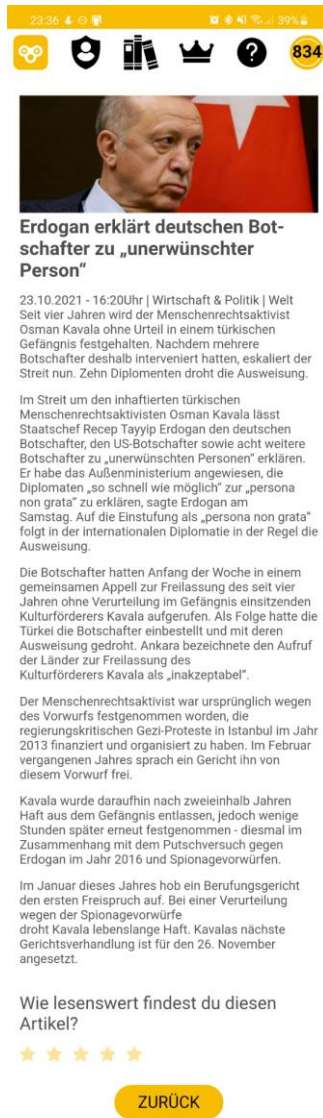 23:36
39%
834
Erdogan erklärt deutschen Bot-
schafter zu „unerwünschter
Person“
23.10.2021 - 16:20Uhr | Wirtschaft & Politik | Welt
Seit vier Jahren wird der Menschenrechtsaktivist
Osman Kavala ohne Urteil in einem türkischen
Gefängnis festgehalten. Nachdem mehrere
Botschafter deshalb interveniert hatten, eskaliert der
Streit nun. Zehn Diplomenten droht die Ausweisung.
Im Streit um den inhaftierten türkischen
Menschenrechtsaktivisten Osman Kavala lässt
Staatschef Recep Tayyip Erdogan den deutschen
Botschafter, den US-Botschafter sowie acht weitere
Botschafter zu „unerwünschten Personen“ erklären.
Er habe das Außenministerium angewiesen, die
Diplomaten „so schnell wie möglich“ zur „persona
non grata“ zu erklären, sagte Erdogan am
Samstag. Auf die Einstufung als „persona non grata“
folgt in der internationalen Diplomatie in der Regel die
Ausweisung.
Die Botschafter hatten Anfang der Woche in einem
gemeinsamen Appell zur Freilassung des seit vier
Jahren ohne Verurteilung im Gefängnis einsitzenden
Kulturförderers Kavala aufgerufen. Als Folge hatte die
Türkei die Botschafter einbestellt und mit deren
Ausweisung gedroht. Ankara bezeichnete den Aufruf
der Länder zur Freilassung des
Kulturförderers Kavala als „inakzeptabel“.
Der Menschenrechtsaktivist war ursprünglich wegen
des Vorwurfs festgenommen worden, die
regierungskritischen Gezi-Proteste in Istanbul im Jahr
2013 finanziert und organisiert zu haben. Im Februar
vergangenen Jahres sprach ein Gericht ihn von
diesem Vorwurf frei.
Kavala wurde daraufhin nach zweieinhalb Jahren
Haft aus dem Gefängnis entlassen, jedoch wenige
Stunden später erneut festgenommen - diesmal im
Zusammenhang mit dem Putschversuch gegen
Erdogan im Jahr 2016 und Spionagevorwürfen.
Im Januar dieses Jahres hob ein Berufungsgericht
den ersten Freispruch auf. Bei einer Verurteilung
wegen der Spionagevorwürfe
droht Kavala lebenslange Haft. Kavalas nächste
Gerichtsverhandlung ist für den 26. November
angesetzt.
Wie lesenswert findest du diesen
Artikel?
ZURÜCK